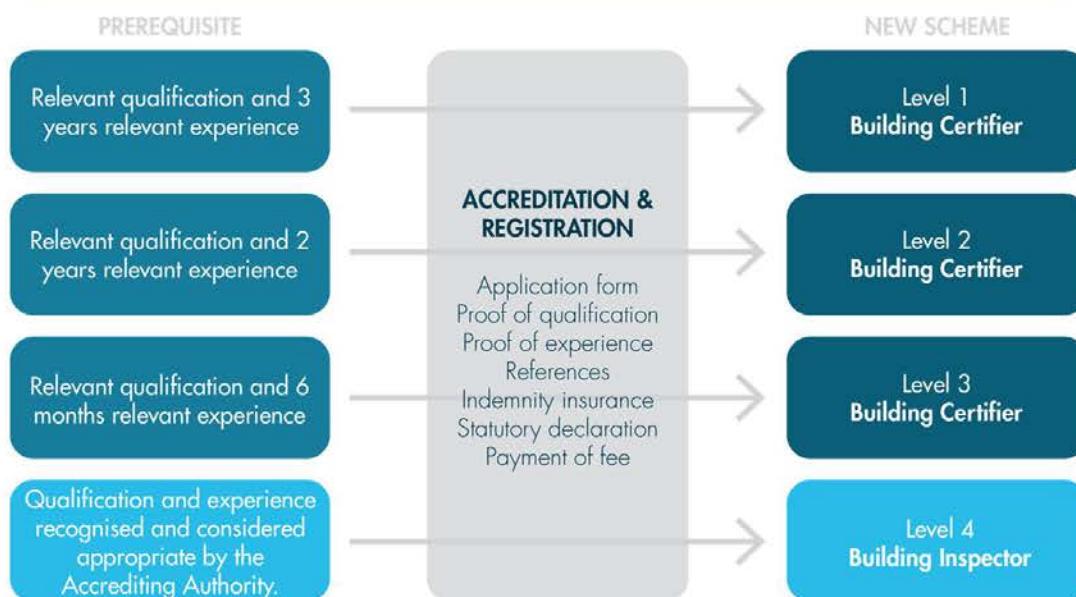 PREREQUISITE
NEW SCHEME
Relevant qualification and 3
years relevant experience
Level 1
Building Certifier
ACCREDITATION &
REGISTRATION
Relevant qualification and 2
years relevant experience
Level 2
Building Certifier
Application form
Proof of qualification
Proof of experience
References
Indemnity insurance
Statutory declaration
Payment of fee
Relevant qualification and 6
months relevant experience
Level 3
Building Certifier
Qualification and experience
recognised and considered
appropriate by the
Accrediting Authority.
Level 4
Building Inspector